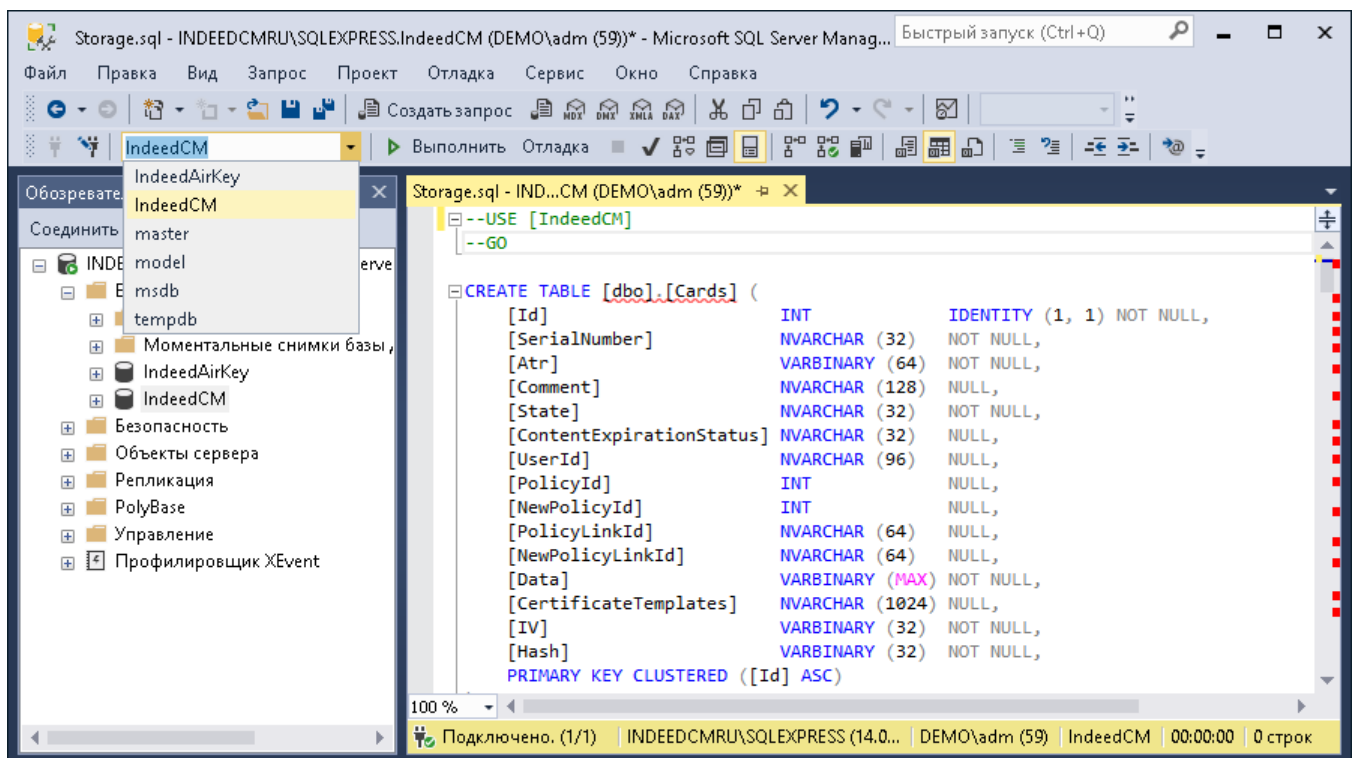 Storage.sql - INDEEDCMRU\SQLEXPRESS.IndeedCM (DEMO\adm (59))* - Microsoft SQL Server Manag... Быстрый запуск (Ctrl+Q)
Файл Правка Вид Запрос Проект Отладка Сервис Окно Справка
Создать запрос MDX DMX XMLA DAX
IndeedCM Выполнить Отладка
IndeedAirKey
IndeedCM
master
model
msdb
tempdb
Обозревате
Соединить
INDE erve
Моментальные снимки базы
IndeedAirKey
IndeedCM
Безопасность
Объекты сервера
Репликация
PolyBase
Управление
Профилировщик XEvent
Storage.sql - IND...CM (DEMO\adm (59))*
--USE [IndeedCM]
--GO
CREATE TABLE [dbo].[Cards] (
[Id] INT IDENTITY (1, 1) NOT NULL,
[SerialNumber] NVARCHAR (32) NOT NULL,
[Atr] VARBINARY (64) NOT NULL,
[Comment] NVARCHAR (128) NULL,
[State] NVARCHAR (32) NOT NULL,
[ContentExpirationStatus] NVARCHAR (32) NULL,
[UserId] NVARCHAR (96) NULL,
[PolicyId] INT NULL,
[NewPolicyId] INT NULL,
[PolicyLinkId] NVARCHAR (64) NULL,
[NewPolicyLinkId] NVARCHAR (64) NULL,
[Data] VARBINARY (MAX) NOT NULL,
[CertificateTemplates] NVARCHAR (1024) NULL,
[IV] VARBINARY (32) NOT NULL,
[Hash] VARBINARY (32) NOT NULL,
PRIMARY KEY CLUSTERED ([Id] ASC)
100 %
Подключено. (1/1) INDEEDCMRU\SQLEXPRESS (14.0... DEMO\adm (59) IndeedCM 00:00:00 0 строк